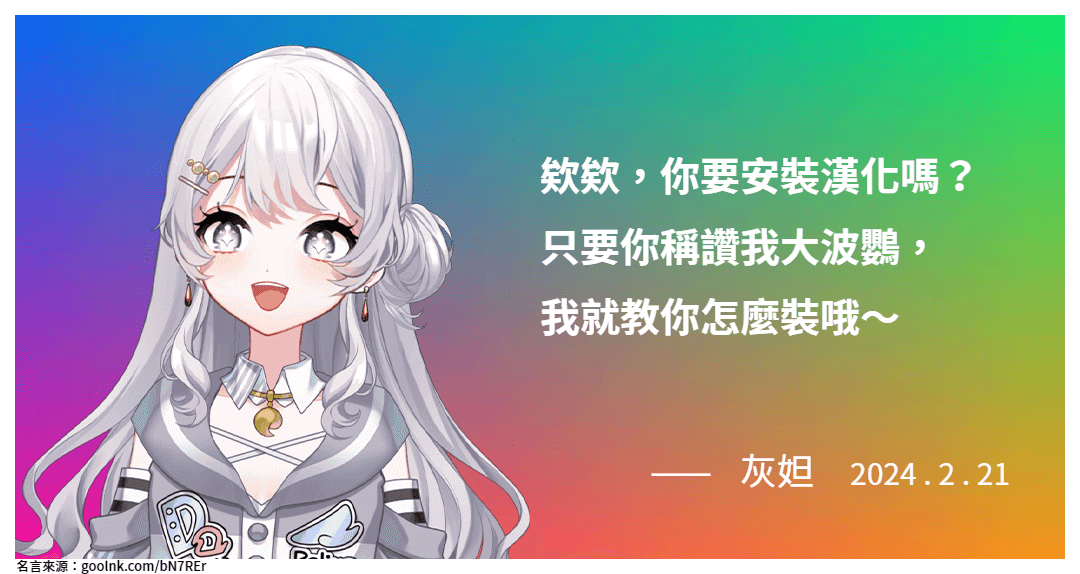 欸欸，你要安裝漢化嗎？
只要你稱讚我大波鸚，
我就教你怎麼裝哦～
—— 灰妲 2024 . 2 . 21
名言來源：goolnk.com/bN7REr